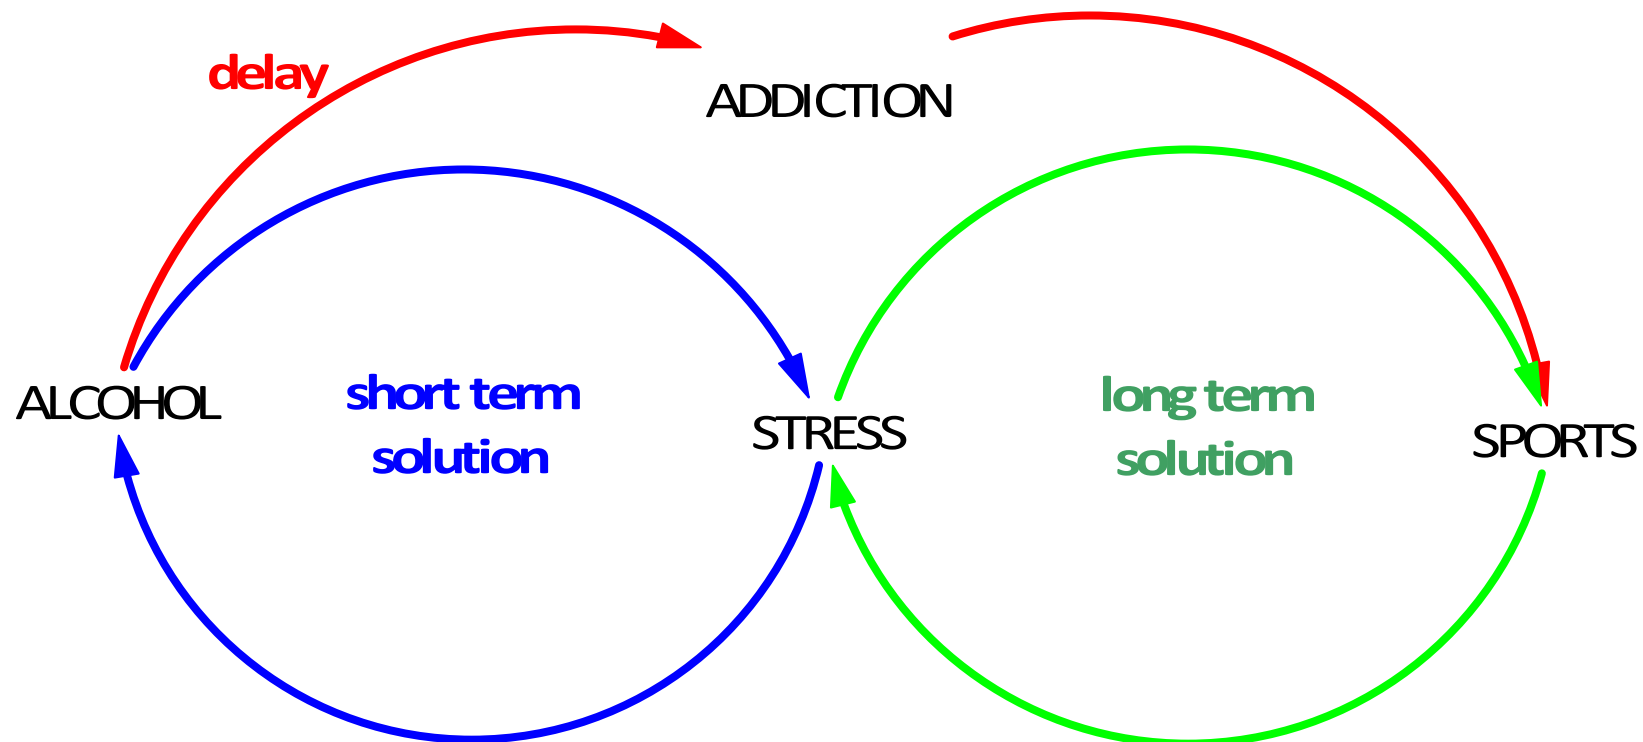 delay
ADDICTION
ALCOHOL
short term
solution
STRESS
long term
solution
SPORTS